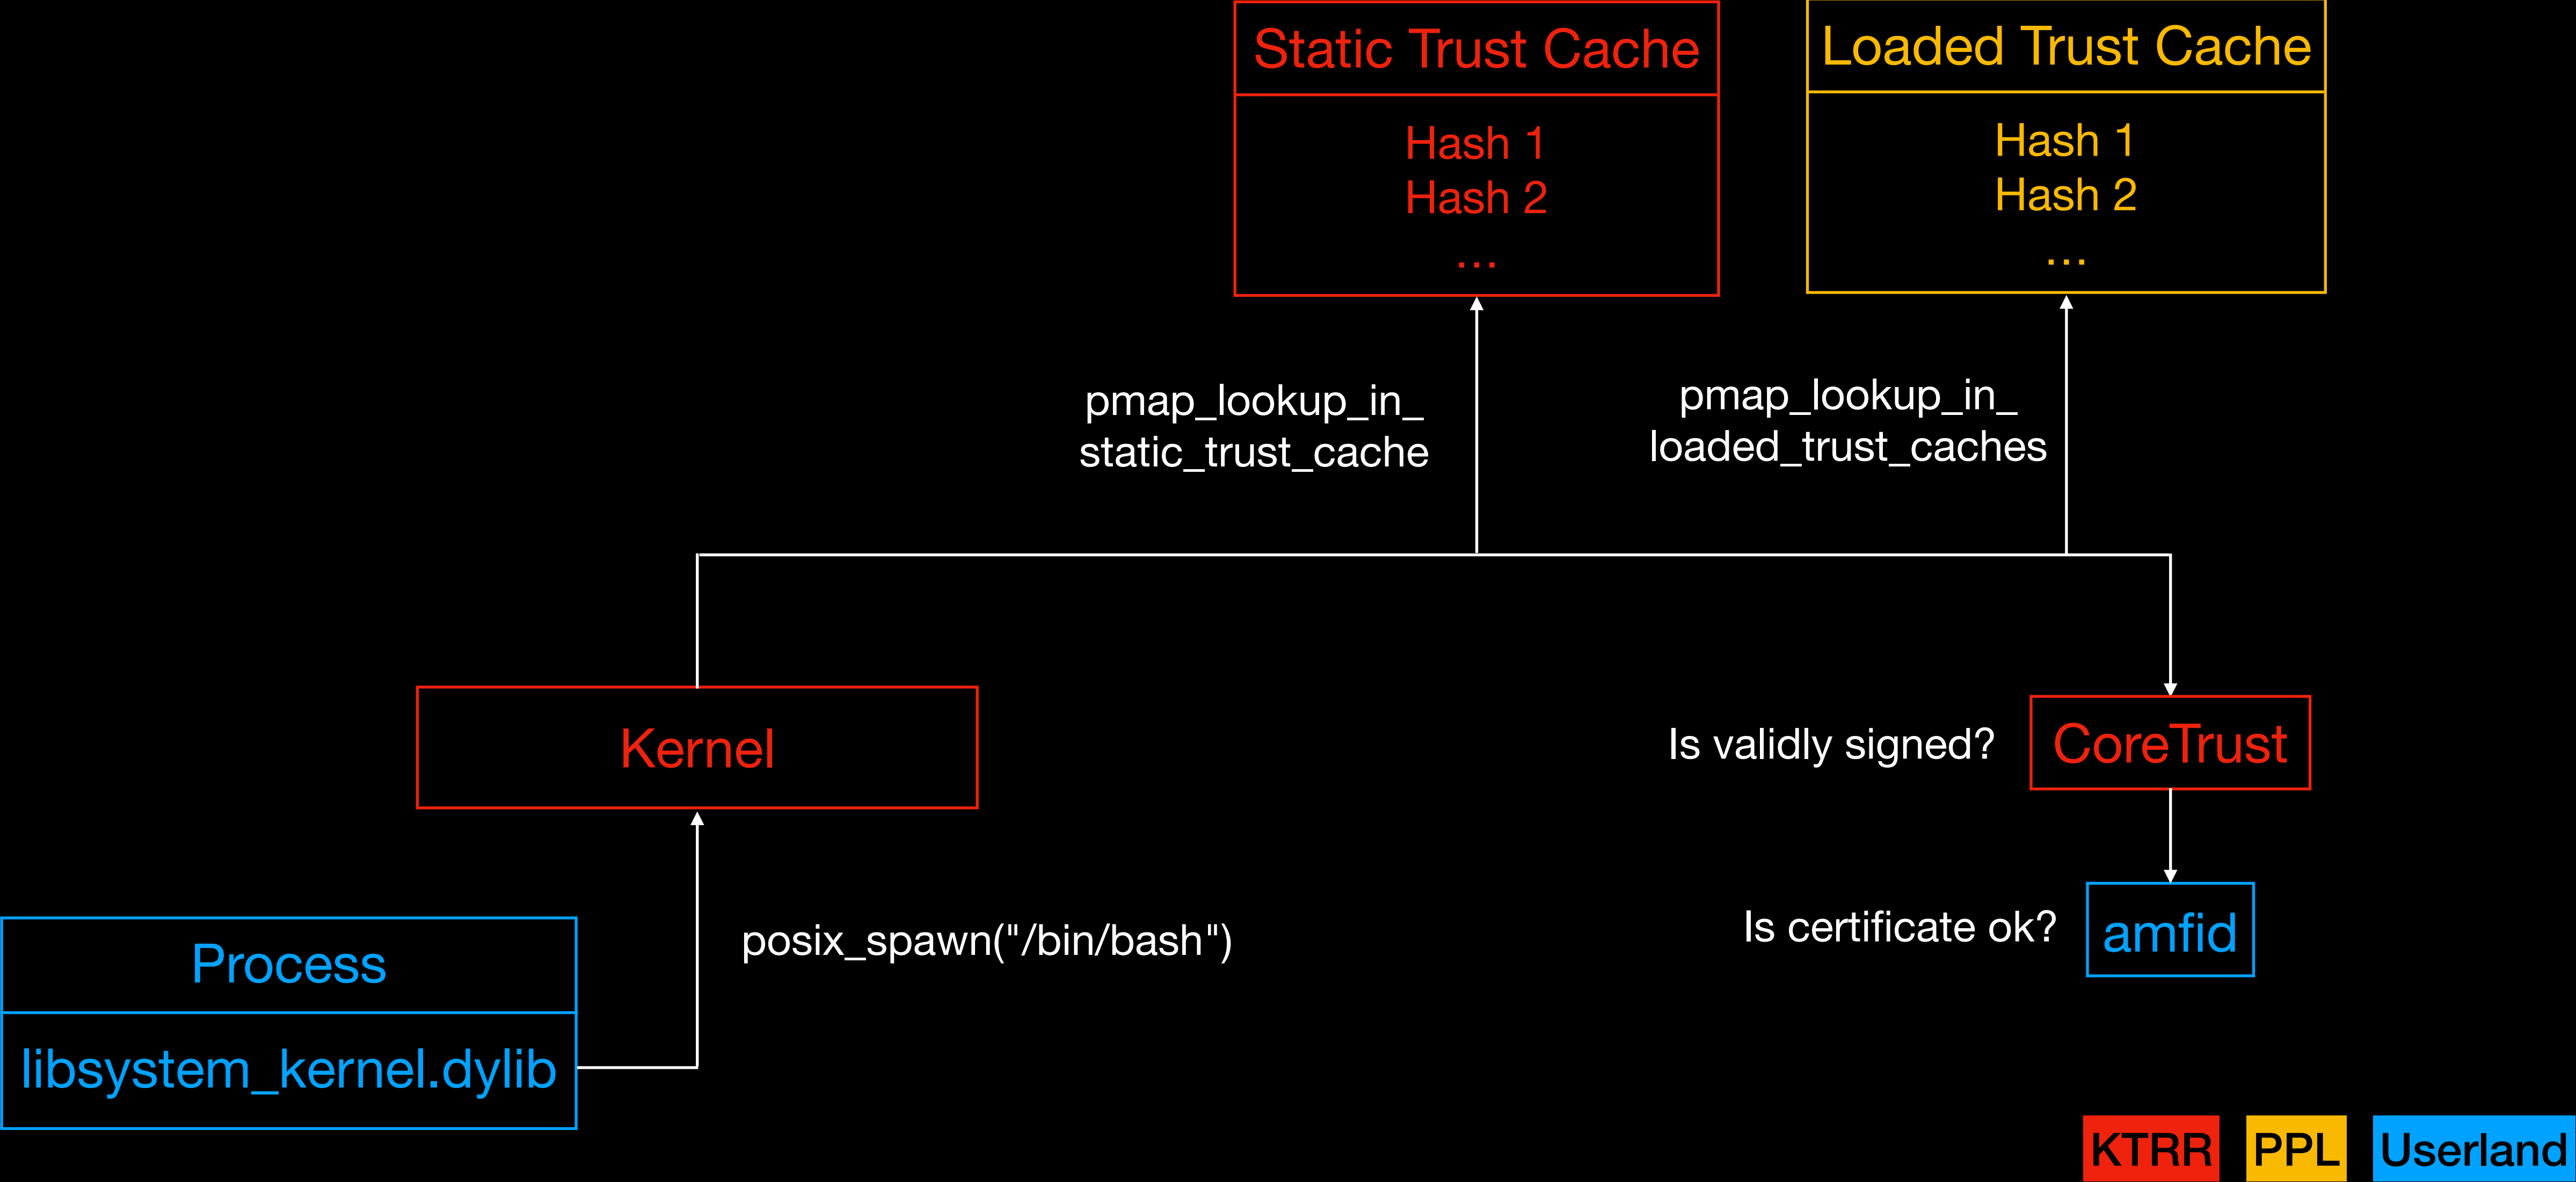 Static Trust Cache
Hash 1
Hash 2
...
Loaded Trust Cache
Hash 1
Hash 2
...
pmap_lookup_in_
static_trust_cache
pmap_lookup_in_
loaded_trust_caches
Kernel
Is validly signed?
CoreTrust
posix_spawn("/bin/bash")
Is certificate ok?
amfid
Process
libsystem_kernel.dylib
KTRR
PPL
Userland